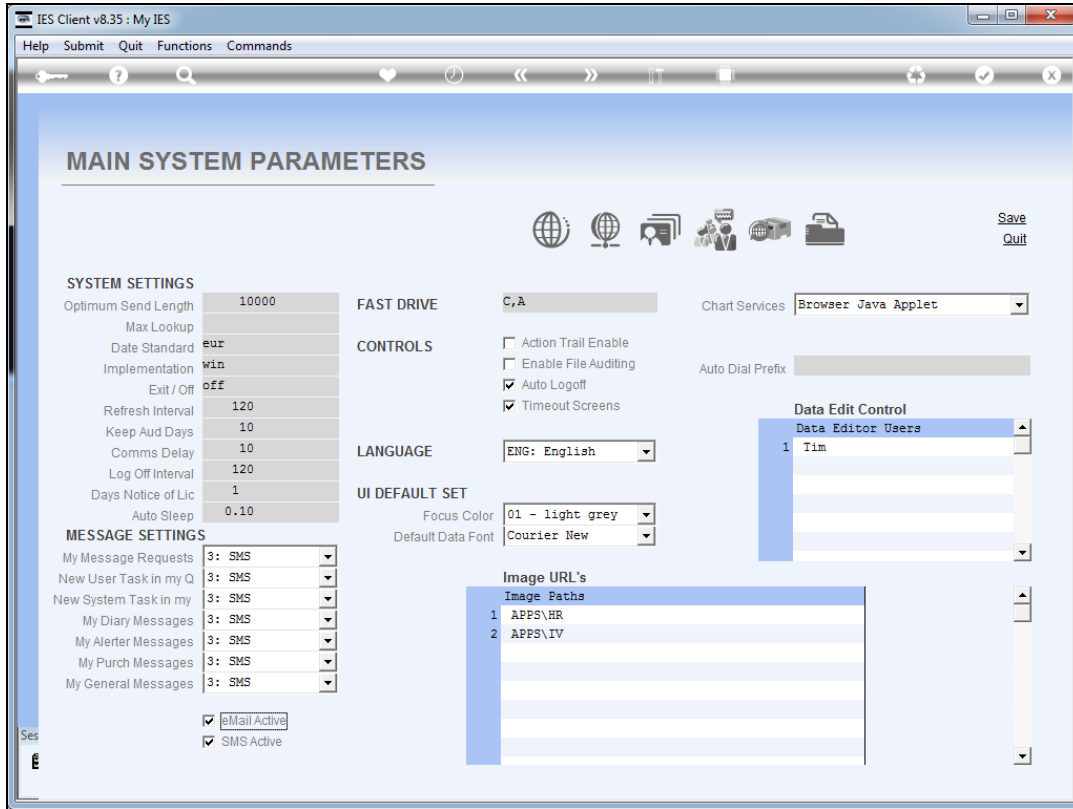 IES Client v8.35 : My IES
Help Submit Quit Functions Commands
MAIN SYSTEM PARAMETERS
Save
Quit
SYSTEM SETTINGS
Optimum Send Length 10000
Max Lookup
Date Standard eur
Implementation win
Exit / Off off
Refresh Interval 120
Keep Aud Days 10
Comms Delay 10
Log Off Interval 120
Days Notice of Lic 1
Auto Sleep 0.10
MESSAGE SETTINGS
My Message Requests 3: SMS
New User Task in my Q 3: SMS
New System Task in my 3: SMS
My Diary Messages 3: SMS
My Alerter Messages 3: SMS
My Purch Messages 3: SMS
My General Messages 3: SMS
eMail Active
SMS Active
FAST DRIVE C,A
CONTROLS
Action Trail Enable
Enable File Auditing
Auto Logoff
Timeout Screens
LANGUAGE ENG: English
UI DEFAULT SET
Focus Color 01 - light grey
Default Data Font Courier New
Chart Services Browser Java Applet
Auto Dial Prefix
Data Edit Control
Data Editor Users
1 Tim
Image URL's
Image Paths
1 APPS\HR
2 APPS\IV
Ses